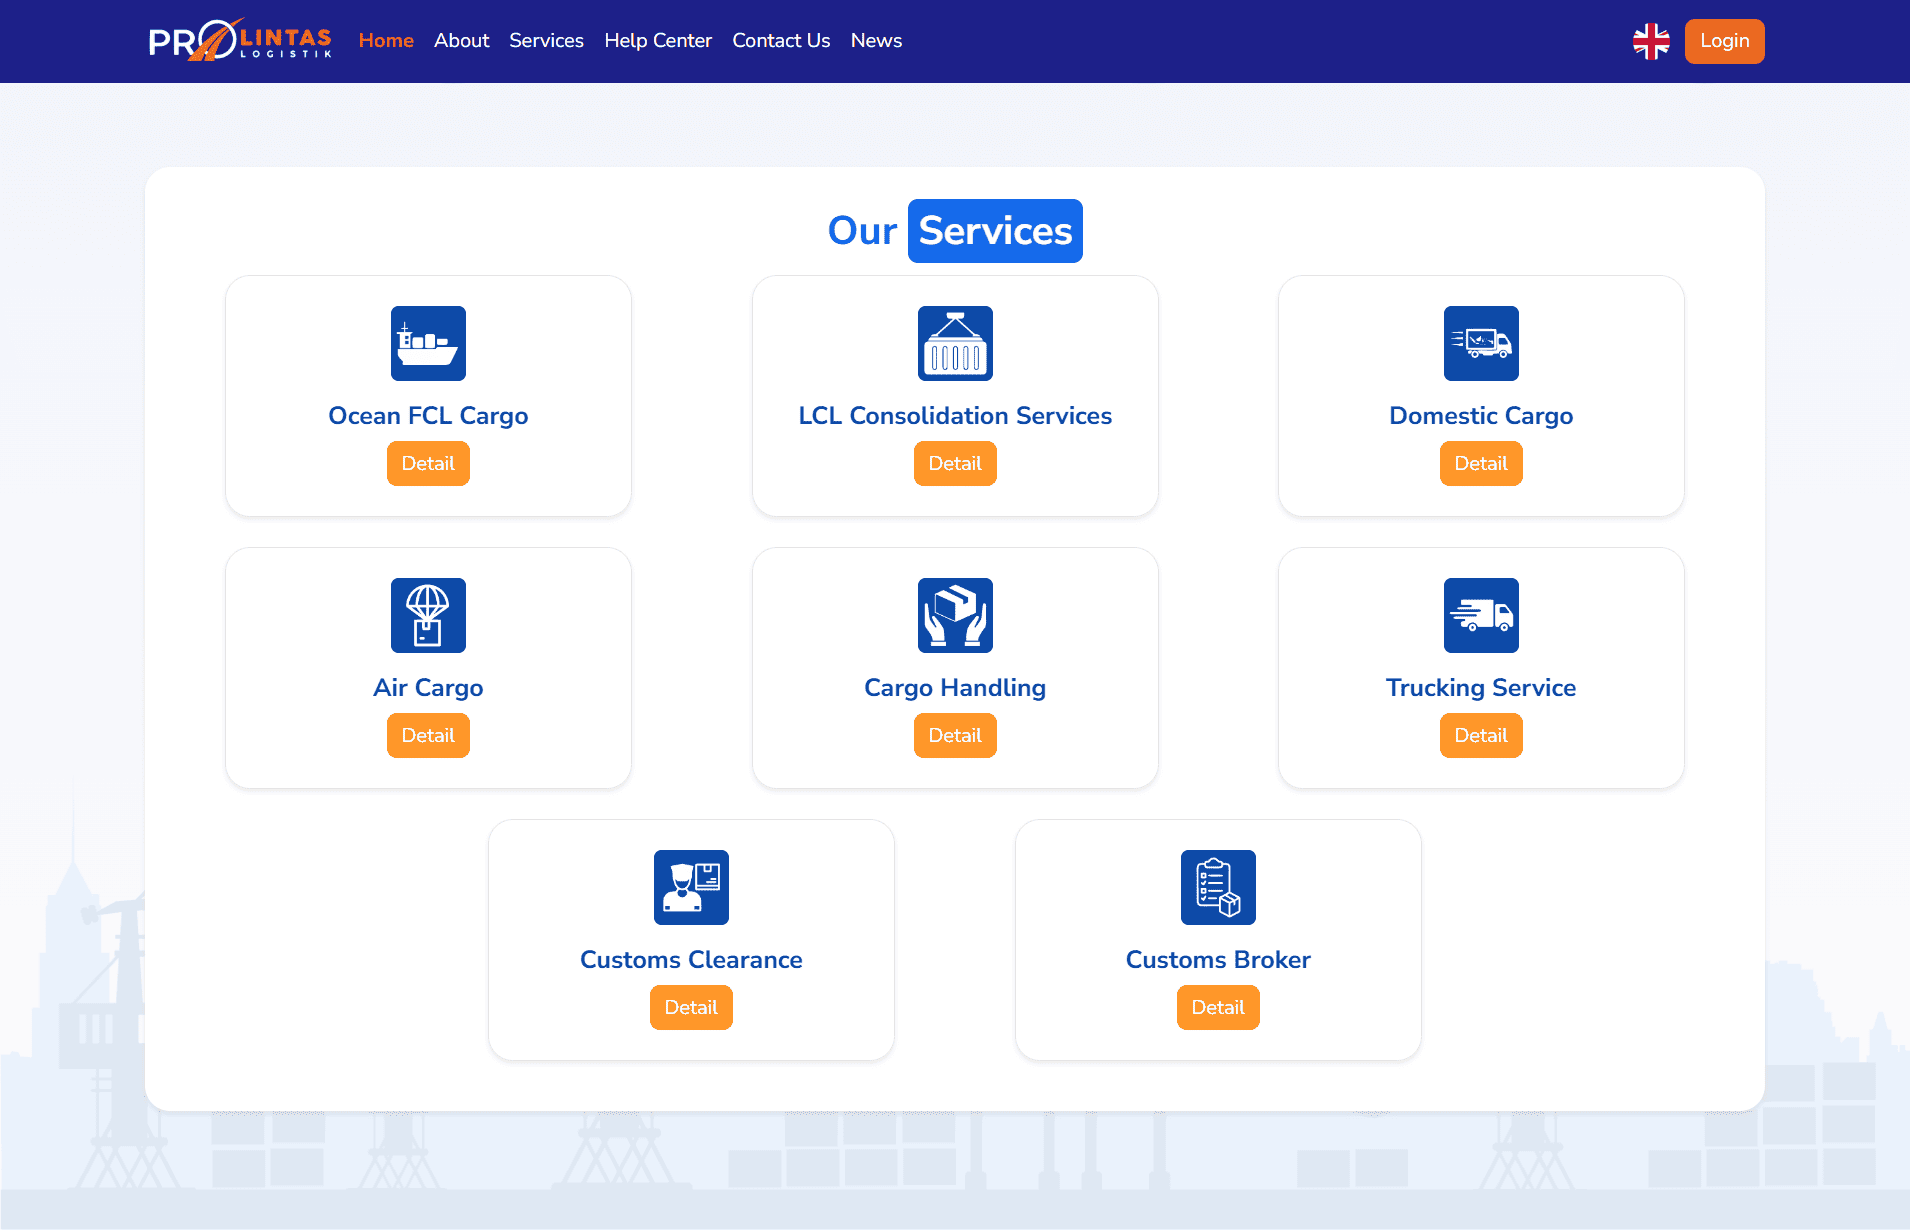 PROLINTAS
LOGISTIK
Home About Services Help Center Contact Us News
Login
Our Services
Ocean FCL Cargo
Detail
LCL Consolidation Services
Detail
Domestic Cargo
Detail
Air Cargo
Detail
Cargo Handling
Detail
Trucking Service
Detail
Customs Clearance
Detail
Customs Broker
Detail